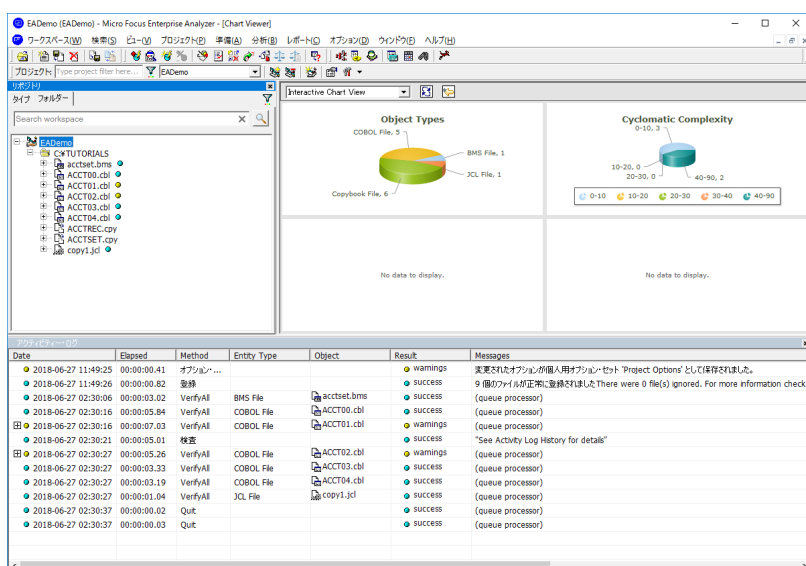 EADemo (EADemo) - Micro Focus Enterprise Analyzer - [Chart Viewer]
ワークスペース(W) 検索(S) ビュー(V) プロジェクト(P) 準備(A) 分析(B) レポート(C) オプション(D) ウィンドウ(E) ヘルプ(H)
プロジェクト: Type project filter here... EADemo
リポジトリ
タイプ フォルダー
Search workspace
EADemo
C:¥TUTORIALS
acctset.bms
ACCT00.cbl
ACCT01.cbl
ACCT02.cbl
ACCT03.cbl
ACCT04.cbl
ACCTREC.cpy
ACCTSET.cpy
copy1.jcl
Interactive Chart View
Object Types
COBOL File, 5
BMS File, 1
JCL File, 1
Copybook File, 6
Cyclomatic Complexity
0-10, 3
10-20, 0
20-30, 0
40-90, 2
0-10 10-20 20-30 30-40 40-90
No data to display.
No data to display.
アクティビティー・ログ
Date Elapsed Method Entity Type Object Result Messages
2018-06-27 11:49:25 00:00:00.41 オプション・... warnings 変更されたオプションが個人用オプション・セット 'Project Options' として保存されました。
2018-06-27 11:49:26 00:00:00.82 登録 success 9 個のファイルが正常に登録されましたThere were 0 file(s) ignored. For more information check
2018-06-27 02:30:06 00:00:03.02 VerifyAll BMS File acctset.bms success (queue processor)
2018-06-27 02:30:16 00:00:05.84 VerifyAll COBOL File ACCT00.cbl success (queue processor)
2018-06-27 02:30:16 00:00:07.03 VerifyAll COBOL File ACCT01.cbl warnings (queue processor)
2018-06-27 02:30:21 00:00:05.01 検査 success "See Activity Log History for details"
2018-06-27 02:30:27 00:00:05.26 VerifyAll COBOL File ACCT02.cbl warnings (queue processor)
2018-06-27 02:30:27 00:00:03.33 VerifyAll COBOL File ACCT03.cbl success (queue processor)
2018-06-27 02:30:27 00:00:03.19 VerifyAll COBOL File ACCT04.cbl success (queue processor)
2018-06-27 02:30:27 00:00:01.04 VerifyAll JCL File copy1.jcl success (queue processor)
2018-06-27 02:30:37 00:00:00.02 Quit success (queue processor)
2018-06-27 02:30:37 00:00:00.03 Quit success (queue processor)